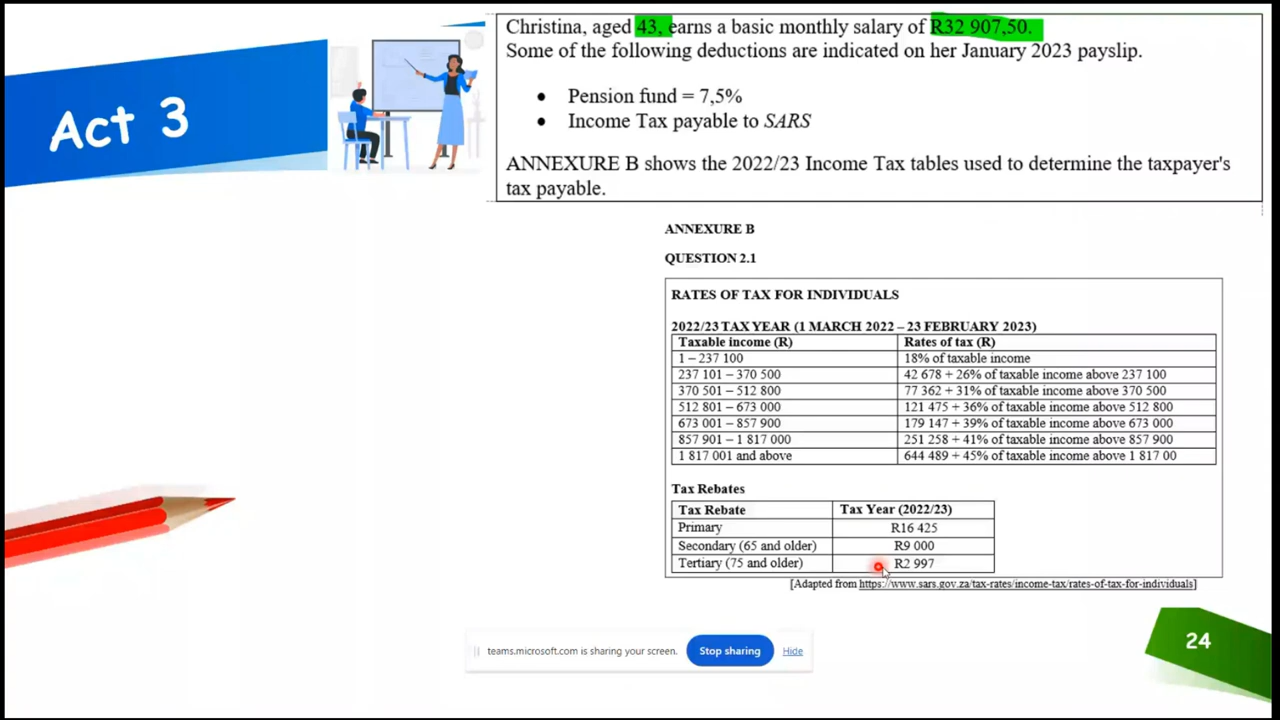 Act 3
Christina, aged 43, earns a basic monthly salary of R32 907,50.
Some of the following deductions are indicated on her January 2023 payslip.
• Pension fund = 7,5%
• Income Tax payable to SARS
ANNEXURE B shows the 2022/23 Income Tax tables used to determine the taxpayer's
tax payable.
ANNEXURE B
QUESTION 2.1
RATES OF TAX FOR INDIVIDUALS
2022/23 TAX YEAR (1 MARCH 2022 – 23 FEBRUARY 2023)
Taxable income (R) Rates of tax (R)
1 – 237 100 18% of taxable income
237 101 – 370 500 42 678 + 26% of taxable income above 237 100
370 501 – 512 800 77 362 + 31% of taxable income above 370 500
512 801 – 673 000 121 475 + 36% of taxable income above 512 800
673 001 – 857 900 179 147 + 39% of taxable income above 673 000
857 901 – 1 817 000 251 258 + 41% of taxable income above 857 900
1 817 001 and above 644 489 + 45% of taxable income above 1 817 00
Tax Rebates
Tax Rebate Tax Year (2022/23)
Primary R16 425
Secondary (65 and older) R9 000
Tertiary (75 and older) R2 997
[Adapted from https://www.sars.gov.za/tax-rates/income-tax/rates-of-tax-for-individuals]
24
teams.microsoft.com is sharing your screen. Stop sharing Hide